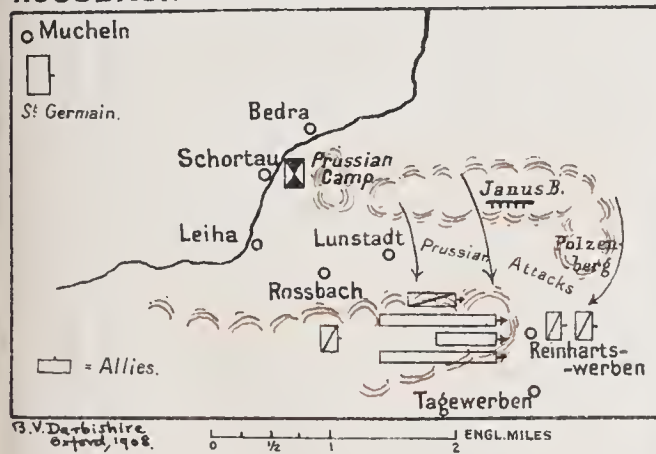 Mucheln
St Germain.
Bedra
Schortau
Prussian
Camp
Janus B.
Leiha
Lunstadt
Prussian
Attacks
Polzen-
berg
Rossbach
Reinharts-
-werben
= Allies.
Tagewerben
B.V. Darbishire
Oxford, 1908.
0 1/2 1 2 ENGL. MILES